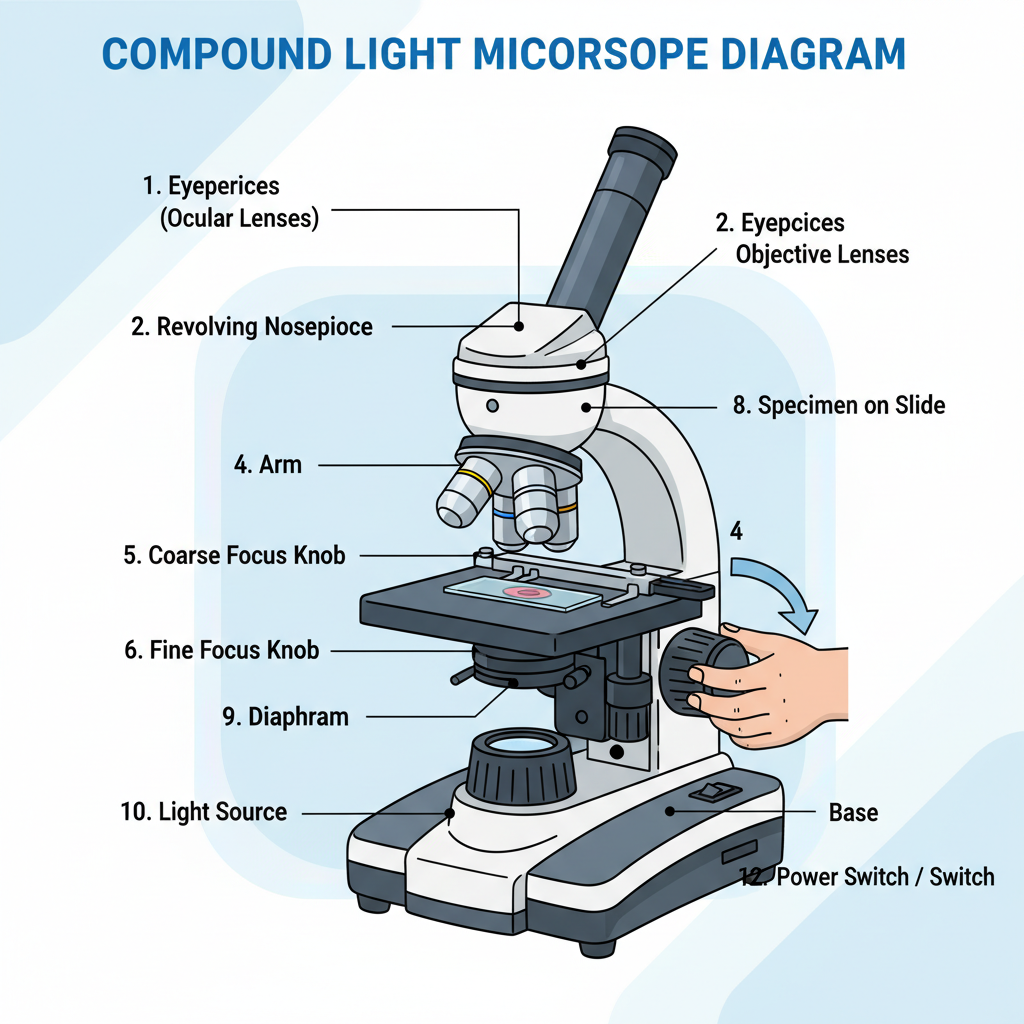 COMPOUND LIGHT MICORSOPE DIAGRAM
1. Eyeperices
(Ocular Lenses)
2. Eyepcices
Objective Lenses
2. Revolving Nosepioce
8. Specimen on Slide
4. Arm
4
5. Coarse Focus Knob
6. Fine Focus Knob
9. Diaphram
10. Light Source
Base
12. Power Switch / Switch